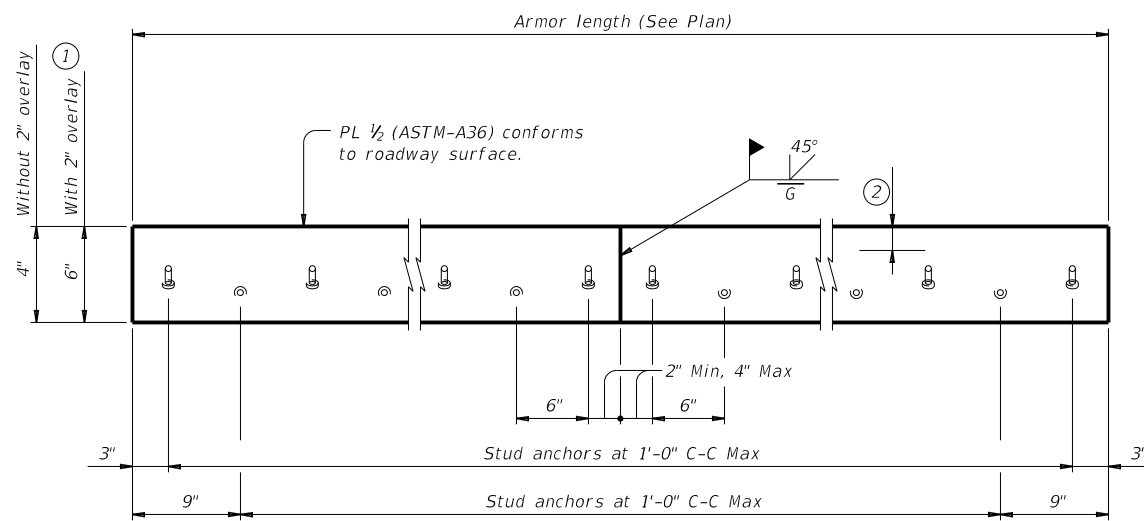 Armor length (See Plan)
Without 2" overlay
With 2" overlay
1
PL ½ (ASTM-A36) conforms
to roadway surface.
45°
G
2
4"
6"
2" Min, 4" Max
6"
6"
3"
Stud anchors at 1'-0" C-C Max
3"
9"
Stud anchors at 1'-0" C-C Max
9"